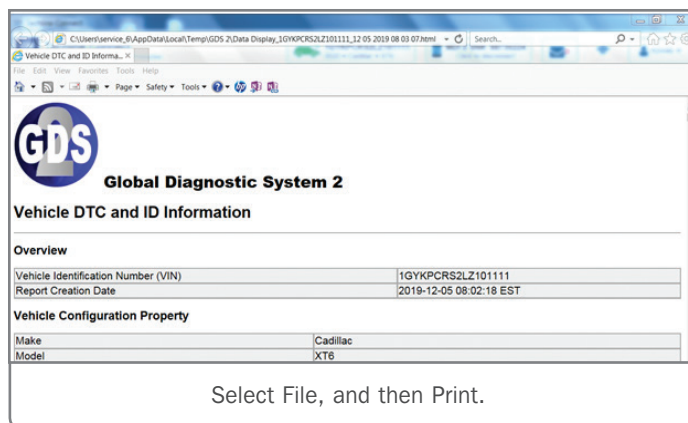 C:\Users\service_6\AppData\Local\Temp\GDS 2\Data Display_1GYKPCRS2LZ101111_12 05 2019 08 03 07.html Search...
Vehicle DTC and ID Informa...
File Edit View Favorites Tools Help
Page Safety Tools
GDS 2
Global Diagnostic System 2
Vehicle DTC and ID Information
Overview
Vehicle Identification Number (VIN) 1GYKPCRS2LZ101111
Report Creation Date 2019-12-05 08:02:18 EST
Vehicle Configuration Property
Make Cadillac
Model XT6
Select File, and then Print.